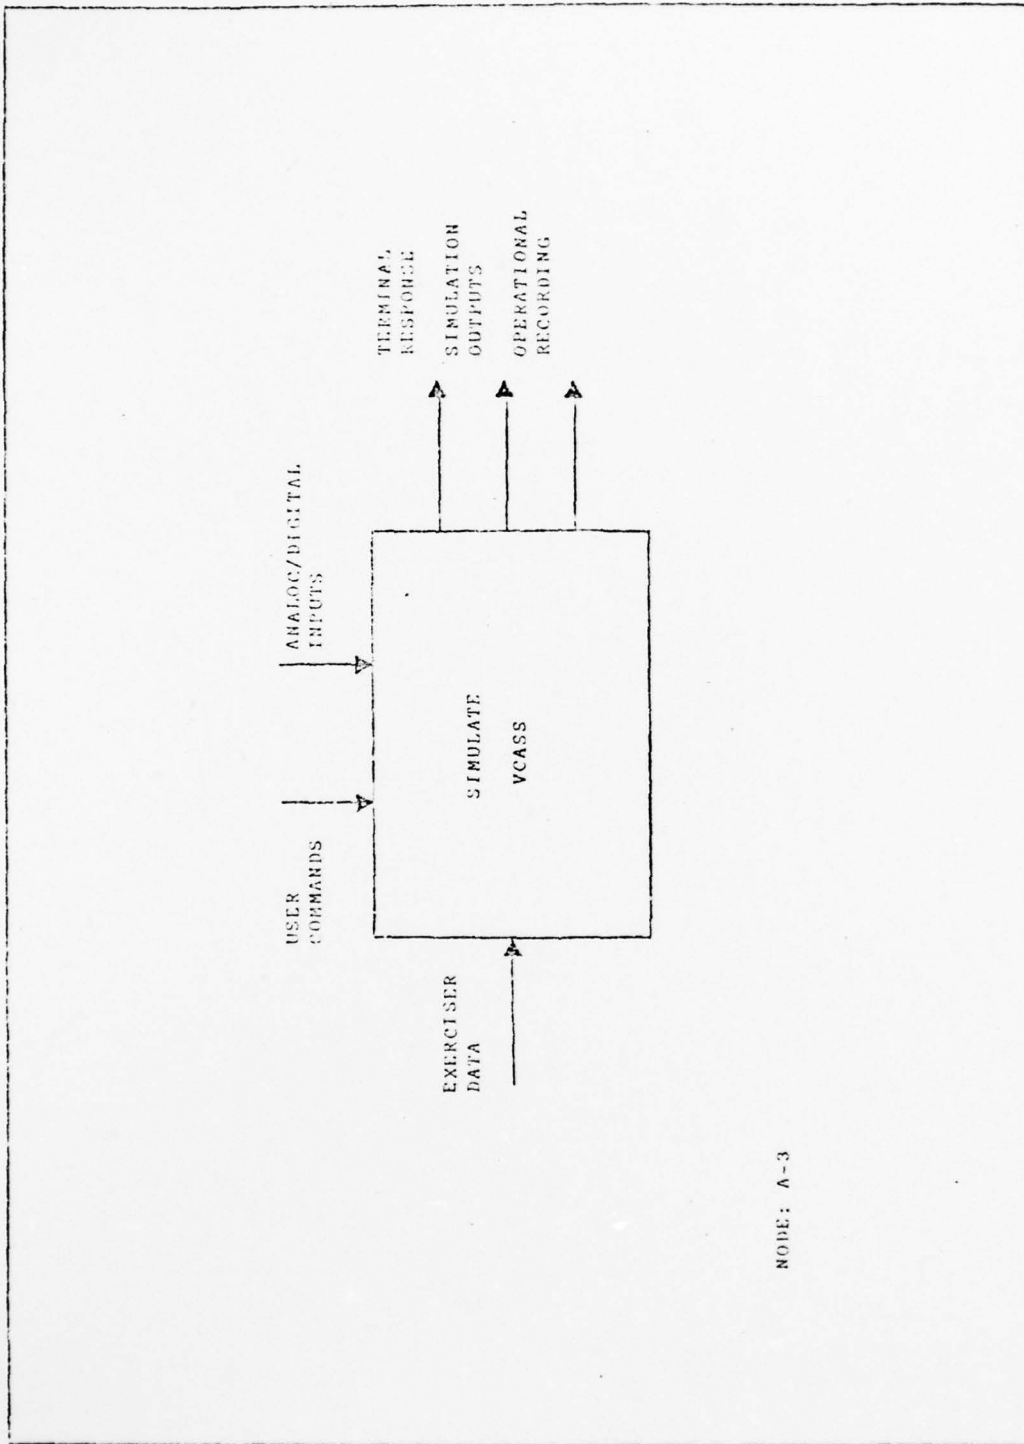 USER
COMMANDS
ANALOG/DIGITAL
INPUTS
EXERCISER
DATA
SIMULATE
VCASS
TERMINAL
RESPONSE
SIMULATION
OUTPUTS
OPERATIONAL
RECORDING
NODE: A-3